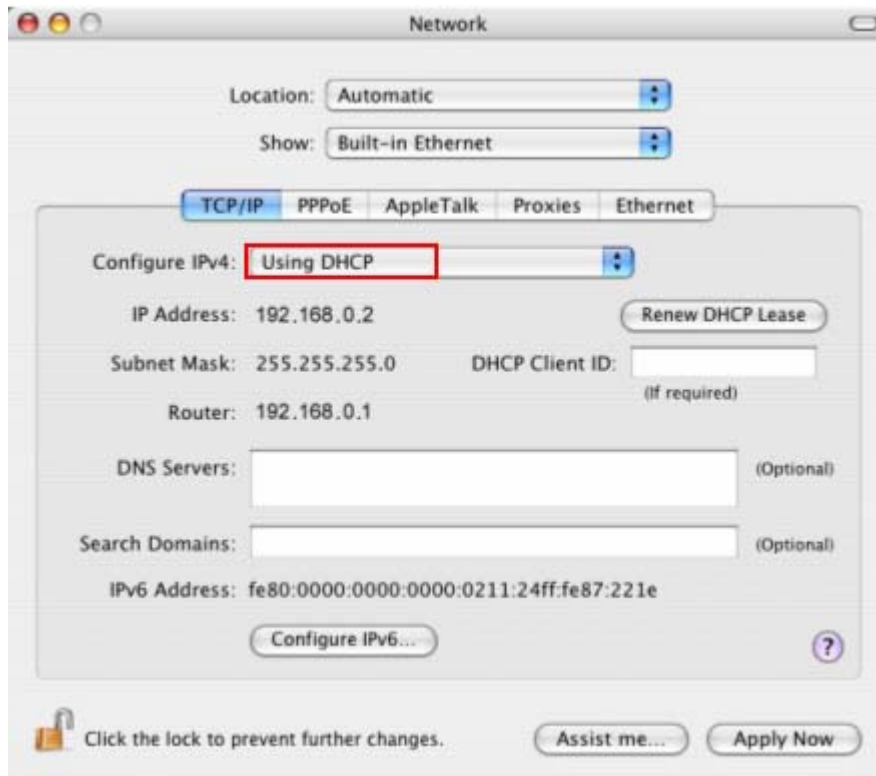 Network
Location: Automatic
Show: Built-in Ethernet
TCP/IP PPPoE AppleTalk Proxies Ethernet
Configure IPv4: Using DHCP
IP Address: 192.168.0.2 Renew DHCP Lease
Subnet Mask: 255.255.255.0 DHCP Client ID:
(If required)
Router: 192.168.0.1
DNS Servers: (Optional)
Search Domains: (Optional)
IPv6 Address: fe80:0000:0000:0000:0211:24ff:fe87:221e
Configure IPv6... ?
Click the lock to prevent further changes. Assist me... Apply Now